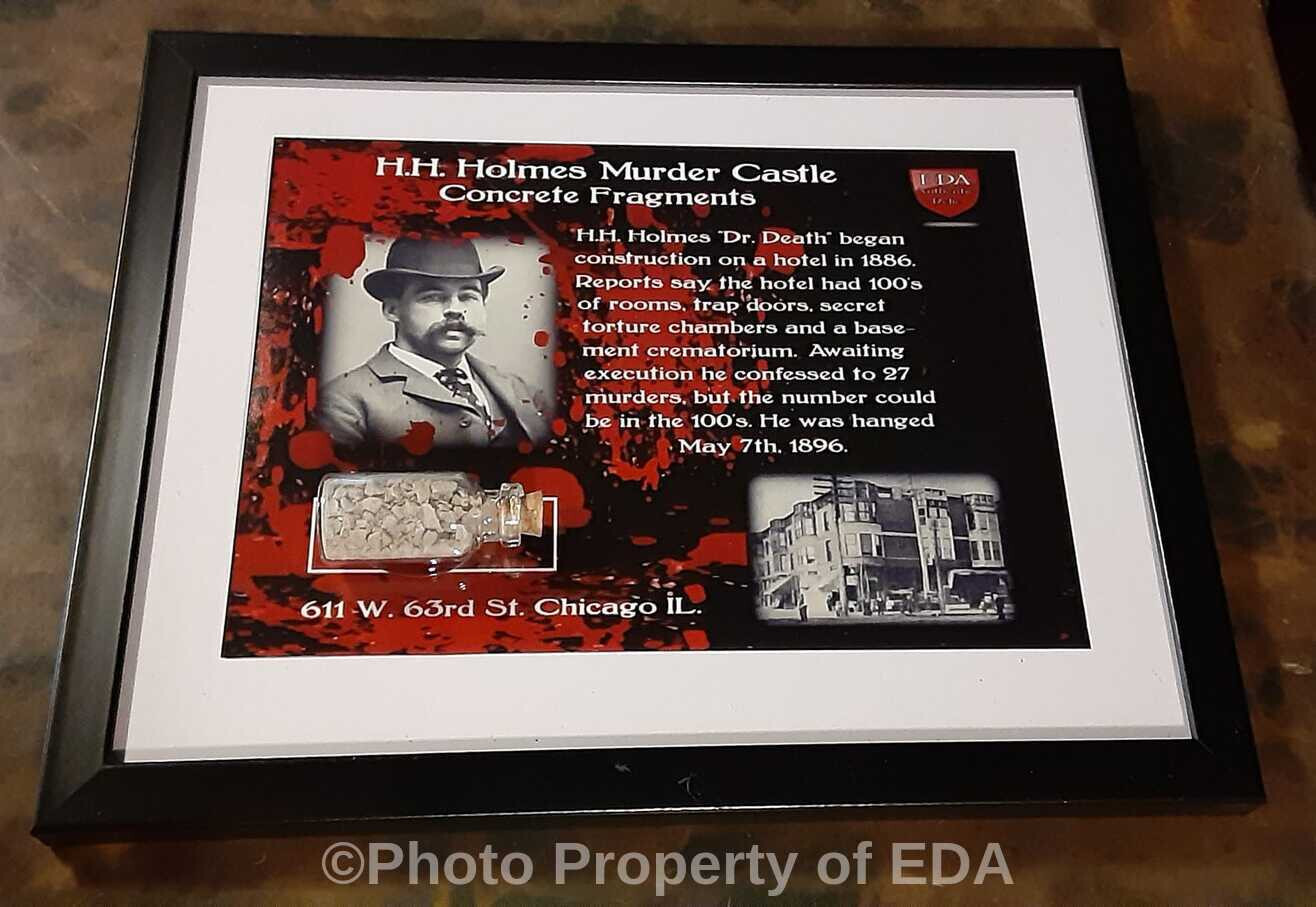 H.H. Holmes Murder Castle
Concrete Fragments
EDA
H.H. Holmes "Dr. Death" began
construction on a hotel in 1886.
Reports say the hotel had 100's
of rooms, trap doors, secret
torture chambers and a base-
ment crematorium. Awaiting
execution he confessed to 27
murders, but the number could
be in the 100's. He was hanged
May 7th, 1896.
611 W. 63rd St. Chicago IL.
©Photo Property of EDA